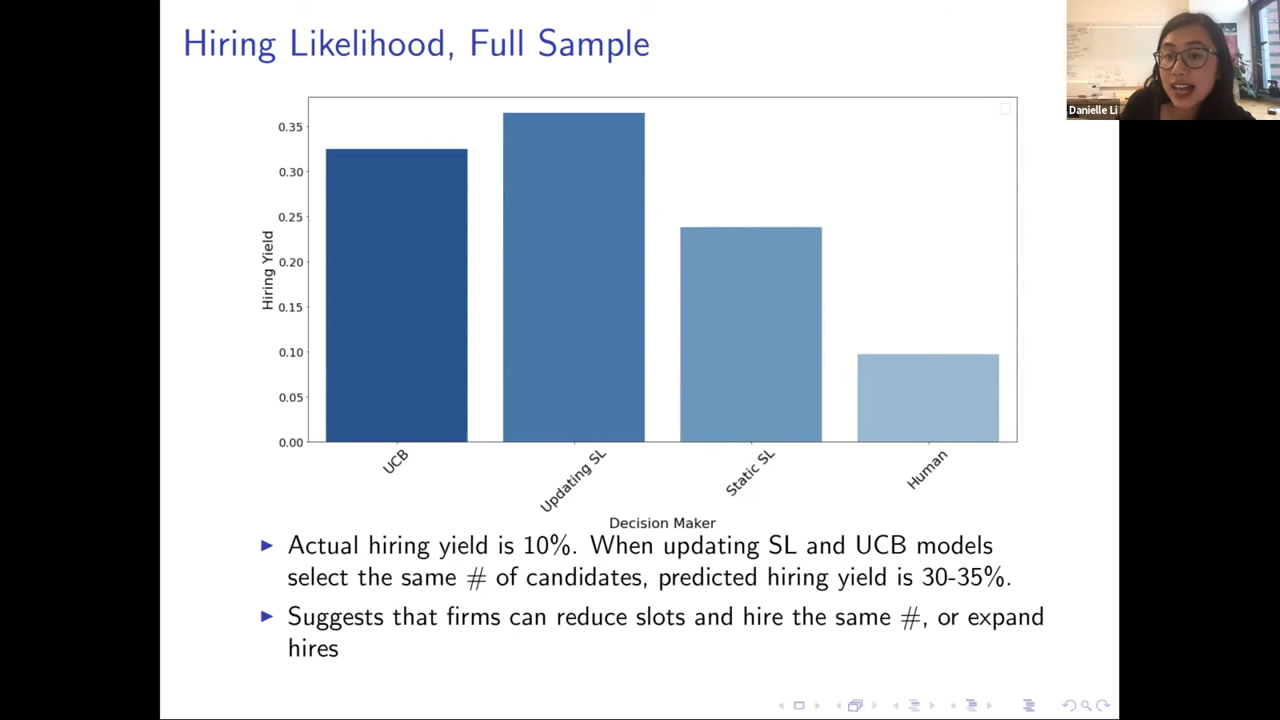 Hiring Likelihood, Full Sample
Danielle Li
Hiring Yield
0.35
0.30
0.25
0.20
0.15
0.10
0.05
0.00
UCB
Updating SL
Static SL
Human
Decision Maker
▶ Actual hiring yield is 10%. When updating SL and UCB models
select the same # of candidates, predicted hiring yield is 30-35%.
▶ Suggests that firms can reduce slots and hire the same #, or expand
hires